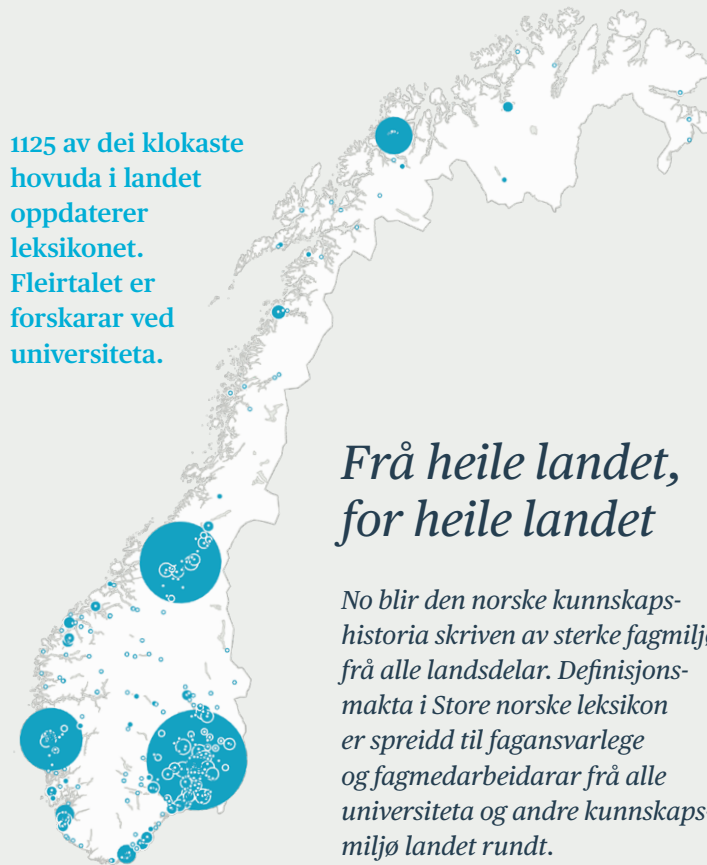 1125 av dei klokaste
hovuda i landet
oppdaterer
leksikonet.
Fleirtalet er
forskarar ved
universiteta.
Frå heile landet,
for heile landet
No blir den norske kunnskaps-
historia skriven av sterke fagmiljø
frå alle landsdelar. Definisjons-
makta i Store norske leksikon
er spreidd til fagansvarlege
og fagmedarbeidarar frå alle
universiteta og andre kunnskaps-
miljø landet rundt.